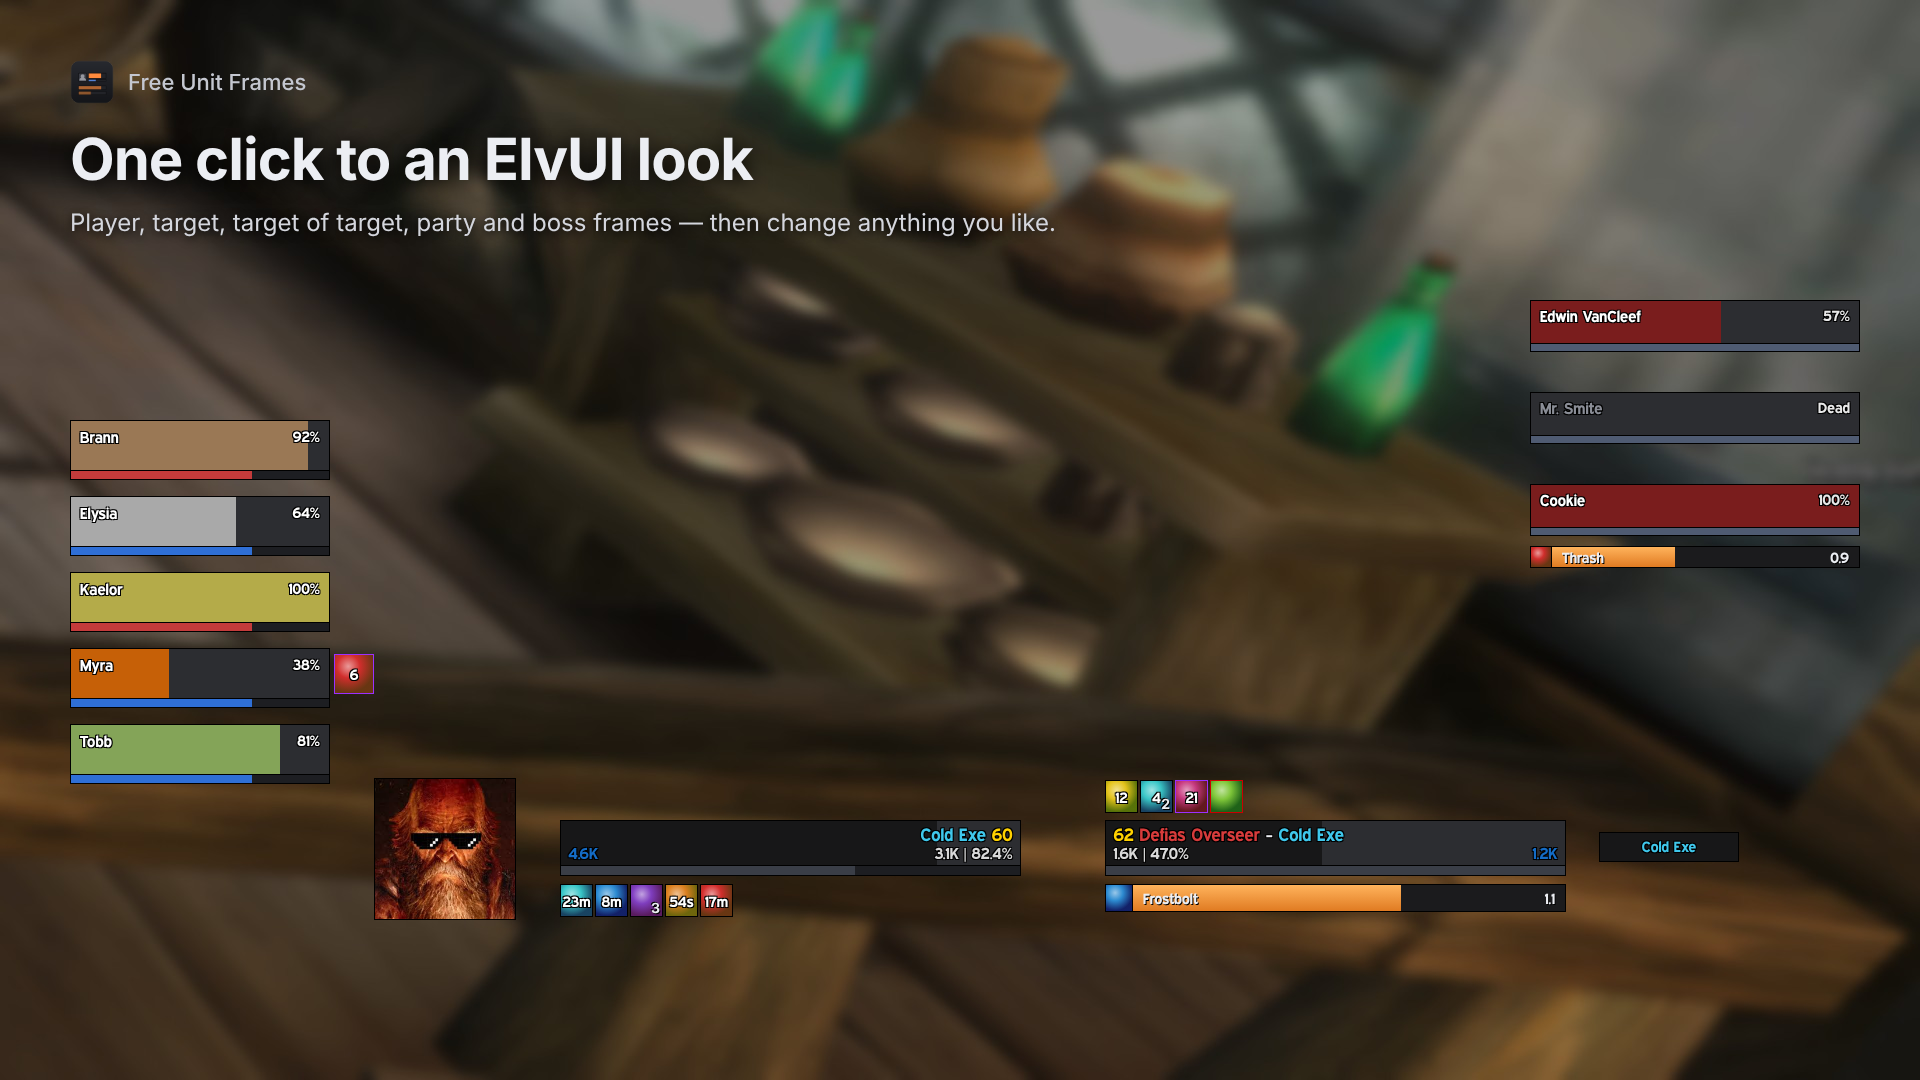 Free Unit Frames
One click to an ElvUI look
Player, target, target of target, party and boss frames — then change anything you like.
Edwin VanCleef 57%
Mr. Smite Dead
Cookie 100%
Thrash 0.9
Brann 92%
Elysia 64%
Kaelor 100%
Myra 38%
6
Tobb 81%
Cold Exe 60
4.6K 3.1K | 82.4%
23m 8m 3 54s 17m
12 4 2 21
62 Defias Overseer - Cold Exe
1.6K | 47.0% 1.2K
Frostbolt 1.1
Cold Exe